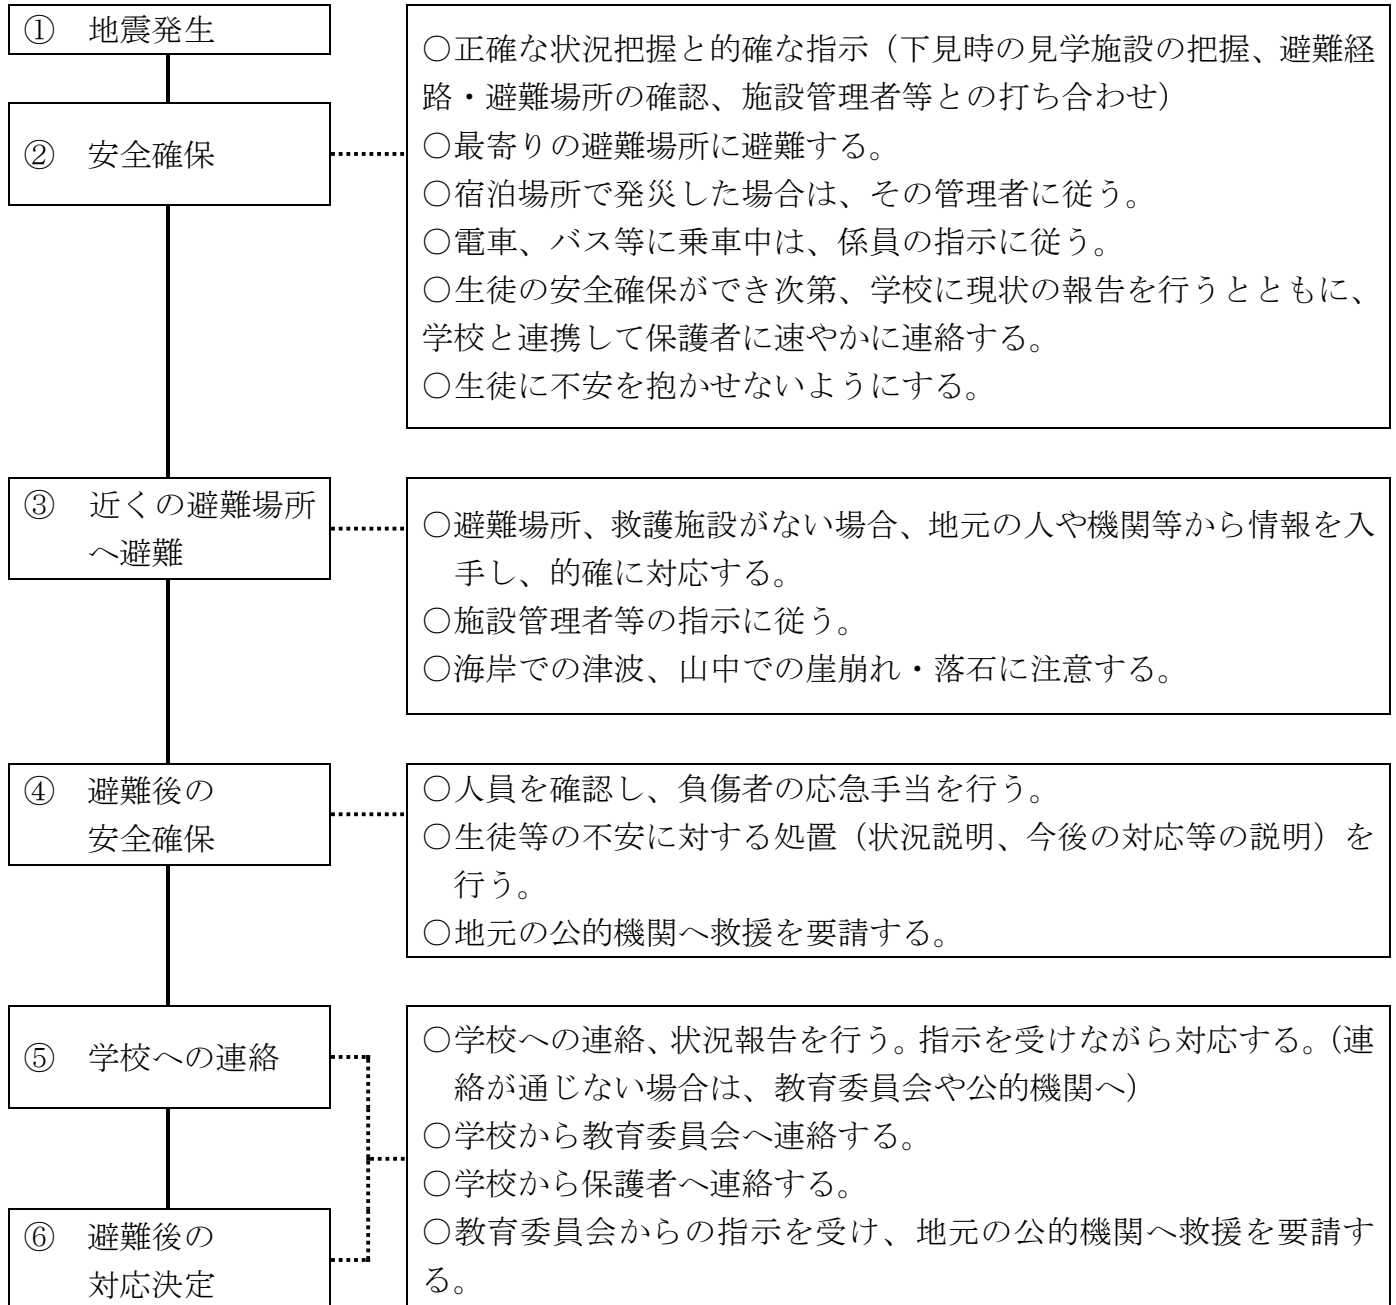 ① 地震発生
② 安全確保
○正確な状況把握と的確な指示（下見時の見学施設の把握、避難経
路・避難場所の確認、施設管理者等との打ち合わせ）
○最寄りの避難場所に避難する。
○宿泊場所で発災した場合は、その管理者に従う。
○電車、バス等に乗車中は、係員の指示に従う。
○生徒の安全確保ができ次第、学校に現状の報告を行うとともに、
学校と連携して保護者に速やかに連絡する。
○生徒に不安を抱かせないようにする。
③ 近くの避難場所
へ避難
○避難場所、救護施設がない場合、地元の人や機関等から情報を入
手し、的確に対応する。
○施設管理者等の指示に従う。
○海岸での津波、山中での崖崩れ・落石に注意する。
④ 避難後の
安全確保
○人員を確認し、負傷者の応急手当を行う。
○生徒等の不安に対する処置（状況説明、今後の対応等の説明）を
行う。
○地元の公的機関へ救援を要請する。
⑤ 学校への連絡
⑥ 避難後の
対応決定
○学校への連絡、状況報告を行う。指示を受けながら対応する。（連
絡が通じない場合は、教育委員会や公的機関へ）
○学校から教育委員会へ連絡する。
○学校から保護者へ連絡する。
○教育委員会からの指示を受け、地元の公的機関へ救援を要請す
る。